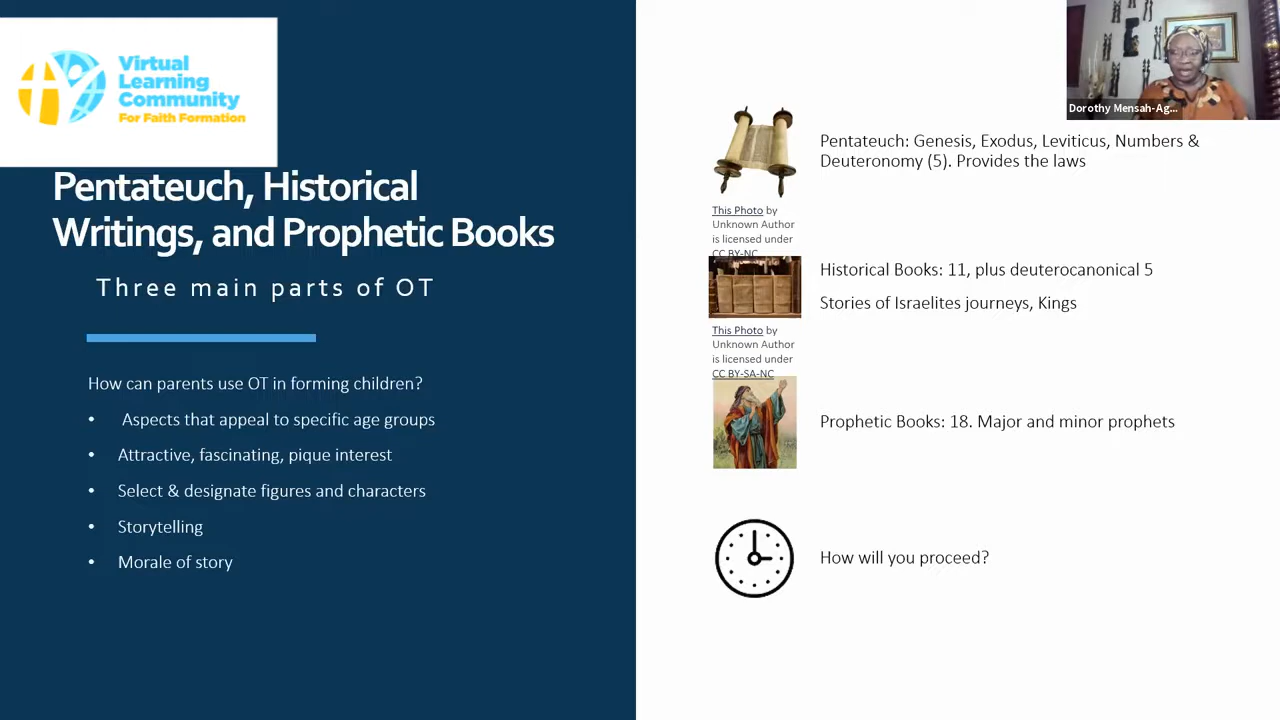 Virtual
Learning
Community
For Faith Formation
Pentateuch, Historical
Writings, and Prophetic Books
Three main parts of OT
How can parents use OT in forming children?
• Aspects that appeal to specific age groups
• Attractive, fascinating, pique interest
• Select & designate figures and characters
• Storytelling
• Morale of story
Dorothy Mensah-Ag...
Pentateuch: Genesis, Exodus, Leviticus, Numbers &
Deuteronomy (5). Provides the laws
This Photo by
Unknown Author
is licensed under
CC BY-NC
Historical Books: 11, plus deuterocanonical 5
Stories of Israelites journeys, Kings
This Photo by
Unknown Author
is licensed under
CC BY-SA-NC
Prophetic Books: 18. Major and minor prophets
How will you proceed?